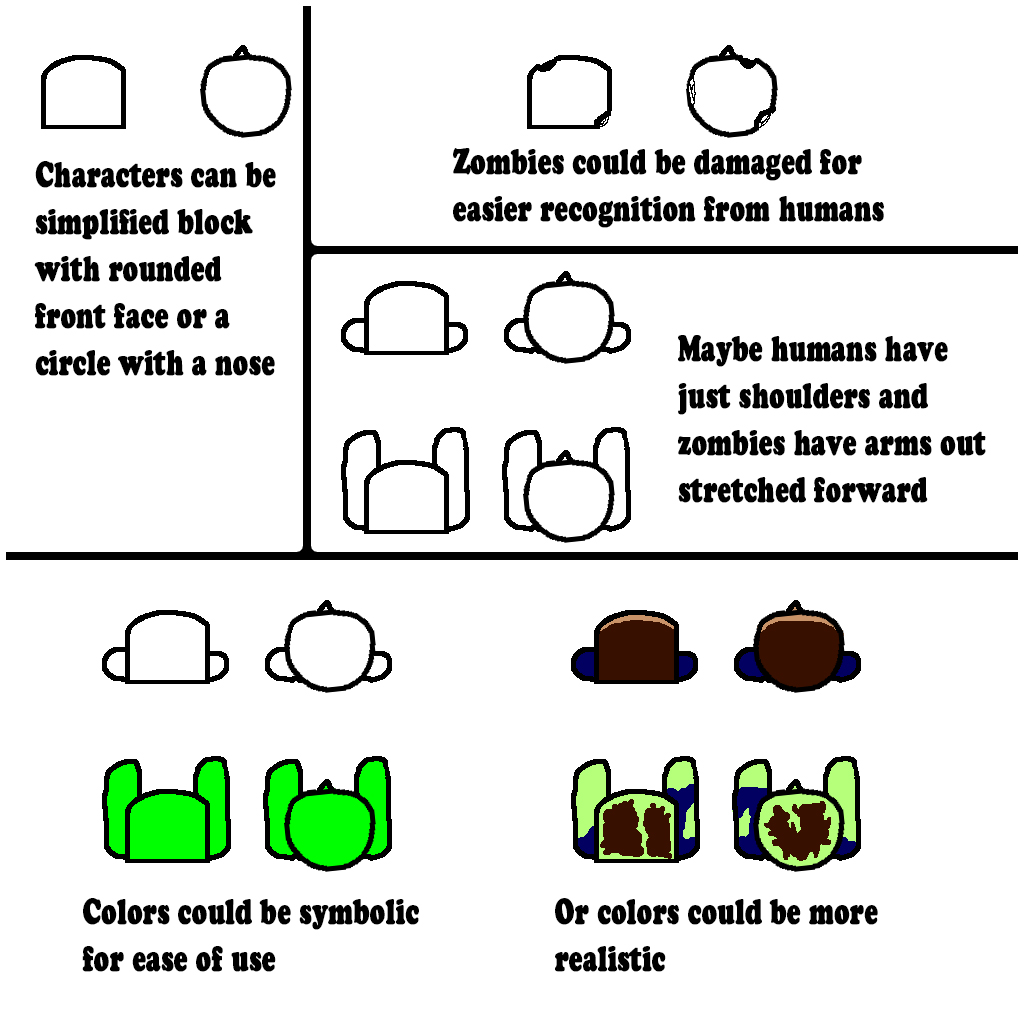 Characters can be
simplified block
with rounded
front face or a
circle with a nose
Zombies could be damaged for
easier recognition from humans
Maybe humans have
just shoulders and
zombies have arms out
stretched forward
Colors could be symbolic
for ease of use
Or colors could be more
realistic